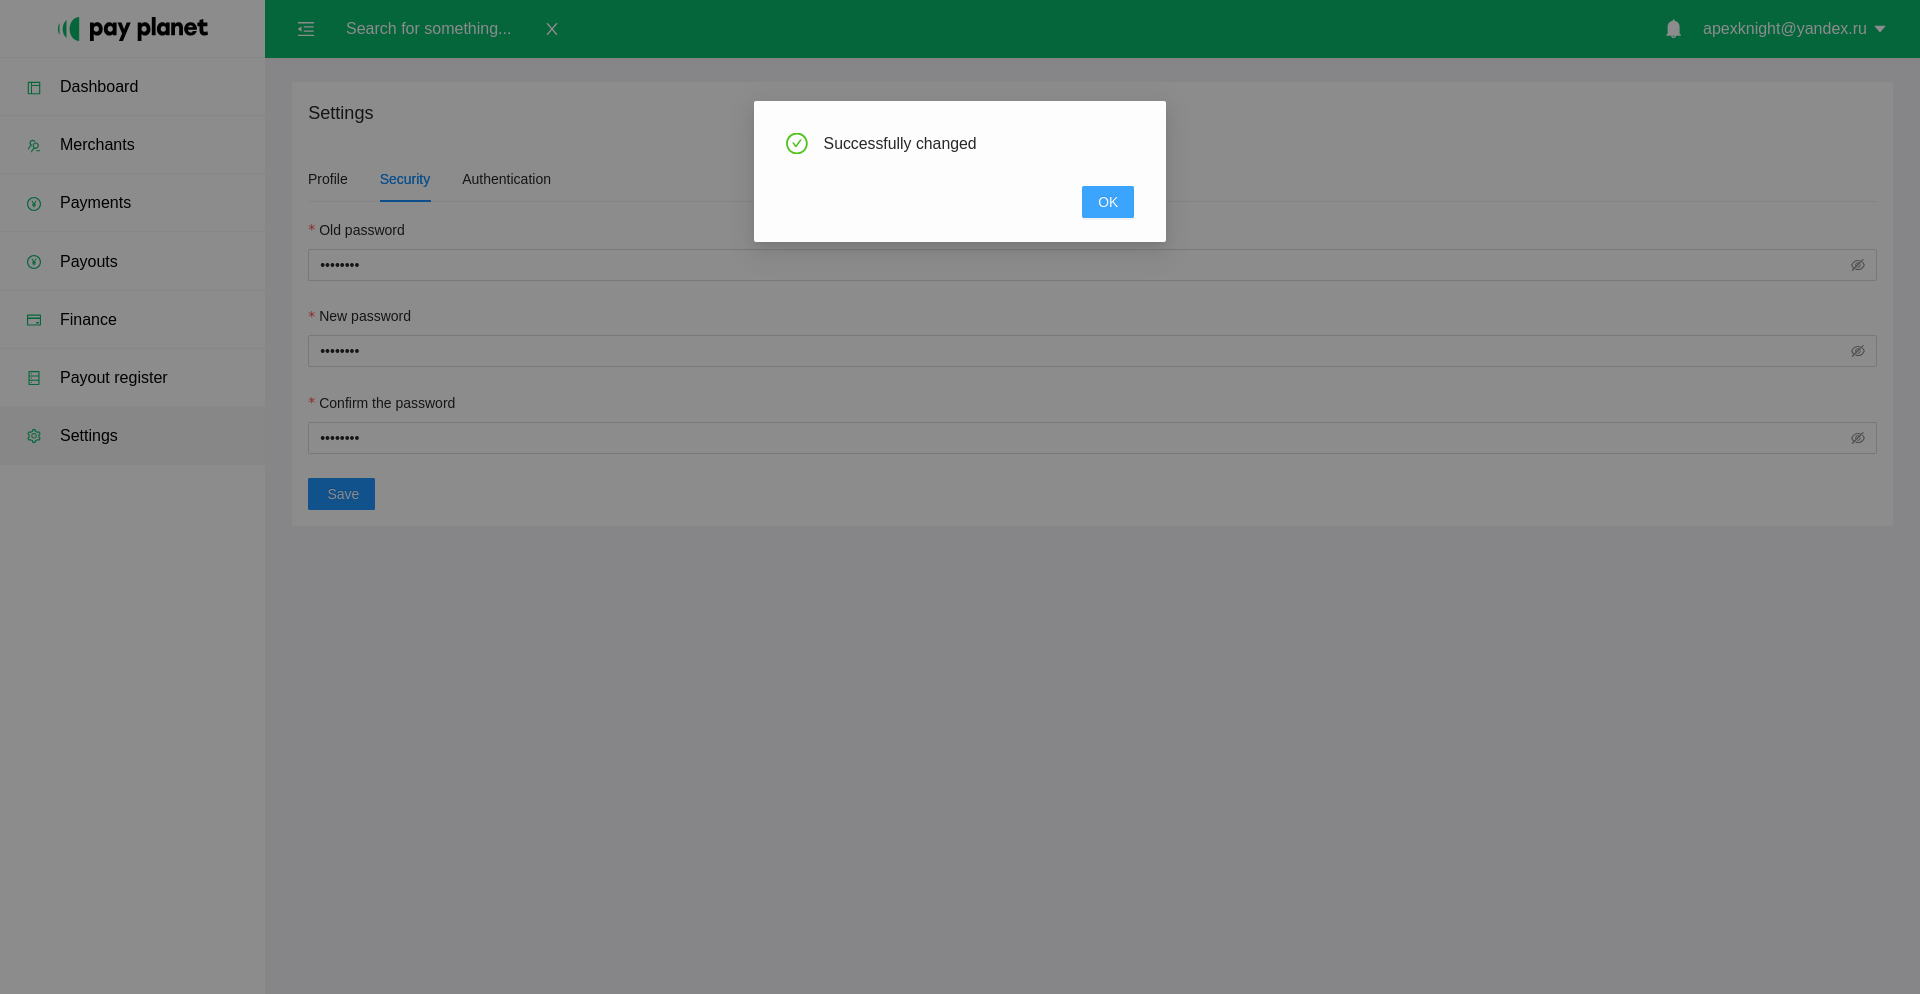 pay planet
Search for something...
apexknight@yandex.ru
Dashboard
Merchants
Payments
Payouts
Finance
Payout register
Settings
Settings
Profile
Security
Authentication
* Old password
••••••••
* New password
••••••••
* Confirm the password
••••••••
Save
Successfully changed
OK